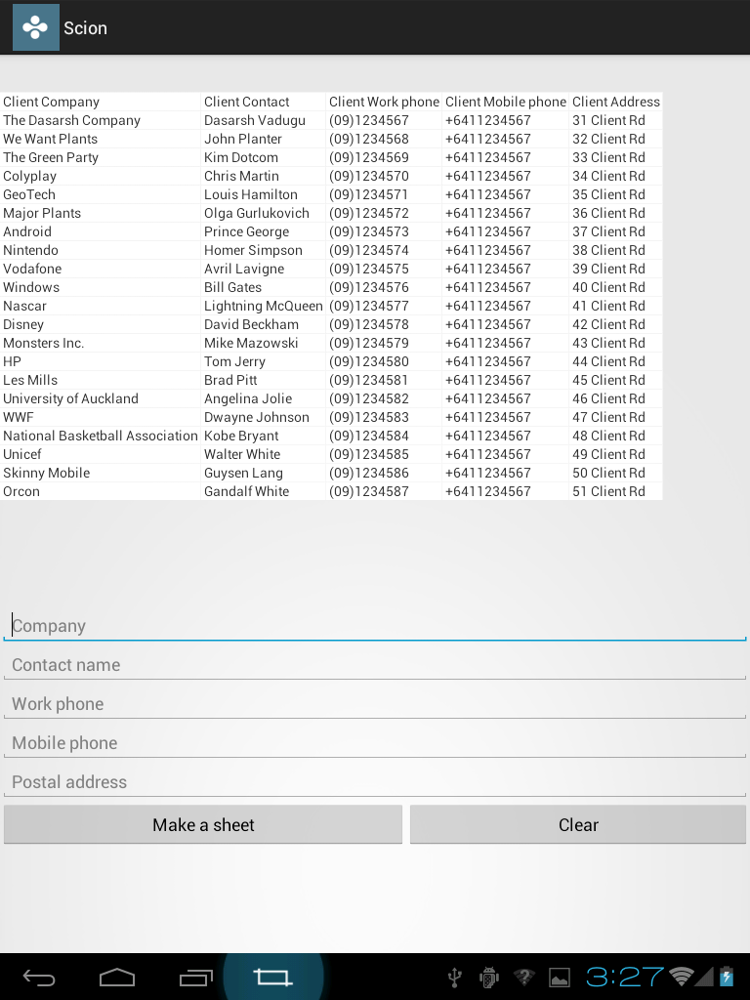 Scion
Client Company Client Contact Client Work phone Client Mobile phone Client Address
The Dasarsh Company Dasarsh Vadugu (09)1234567 +6411234567 31 Client Rd
We Want Plants John Planter (09)1234568 +6411234567 32 Client Rd
The Green Party Kim Dotcom (09)1234569 +6411234567 33 Client Rd
Colyplay Chris Martin (09)1234570 +6411234567 34 Client Rd
GeoTech Louis Hamilton (09)1234571 +6411234567 35 Client Rd
Major Plants Olga Gurlukovich (09)1234572 +6411234567 36 Client Rd
Android Prince George (09)1234573 +6411234567 37 Client Rd
Nintendo Homer Simpson (09)1234574 +6411234567 38 Client Rd
Vodafone Avril Lavigne (09)1234575 +6411234567 39 Client Rd
Windows Bill Gates (09)1234576 +6411234567 40 Client Rd
Nascar Lightning McQueen (09)1234577 +6411234567 41 Client Rd
Disney David Beckham (09)1234578 +6411234567 42 Client Rd
Monsters Inc. Mike Mazowski (09)1234579 +6411234567 43 Client Rd
HP Tom Jerry (09)1234580 +6411234567 44 Client Rd
Les Mills Brad Pitt (09)1234581 +6411234567 45 Client Rd
University of Auckland Angelina Jolie (09)1234582 +6411234567 46 Client Rd
WWF Dwayne Johnson (09)1234583 +6411234567 47 Client Rd
National Basketball Association Kobe Bryant (09)1234584 +6411234567 48 Client Rd
Unicef Walter White (09)1234585 +6411234567 49 Client Rd
Skinny Mobile Guysen Lang (09)1234586 +6411234567 50 Client Rd
Orcon Gandalf White (09)1234587 +6411234567 51 Client Rd
Company
Contact name
Work phone
Mobile phone
Postal address
Make a sheet Clear
3:27